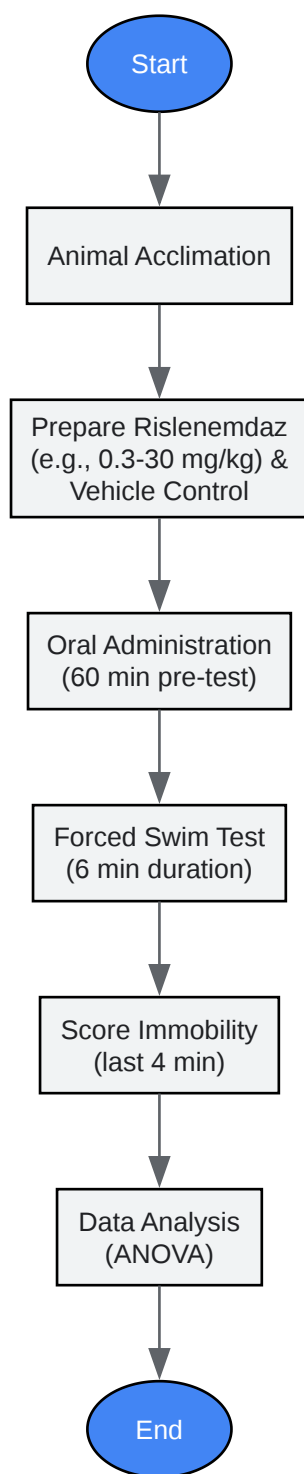 Start
Animal Acclimation
Prepare Rislenemdaz
(e.g., 0.3-30 mg/kg) &
Vehicle Control
Oral Administration
(60 min pre-test)
Forced Swim Test
(6 min duration)
Score Immobility
(last 4 min)
Data Analysis
(ANOVA)
End